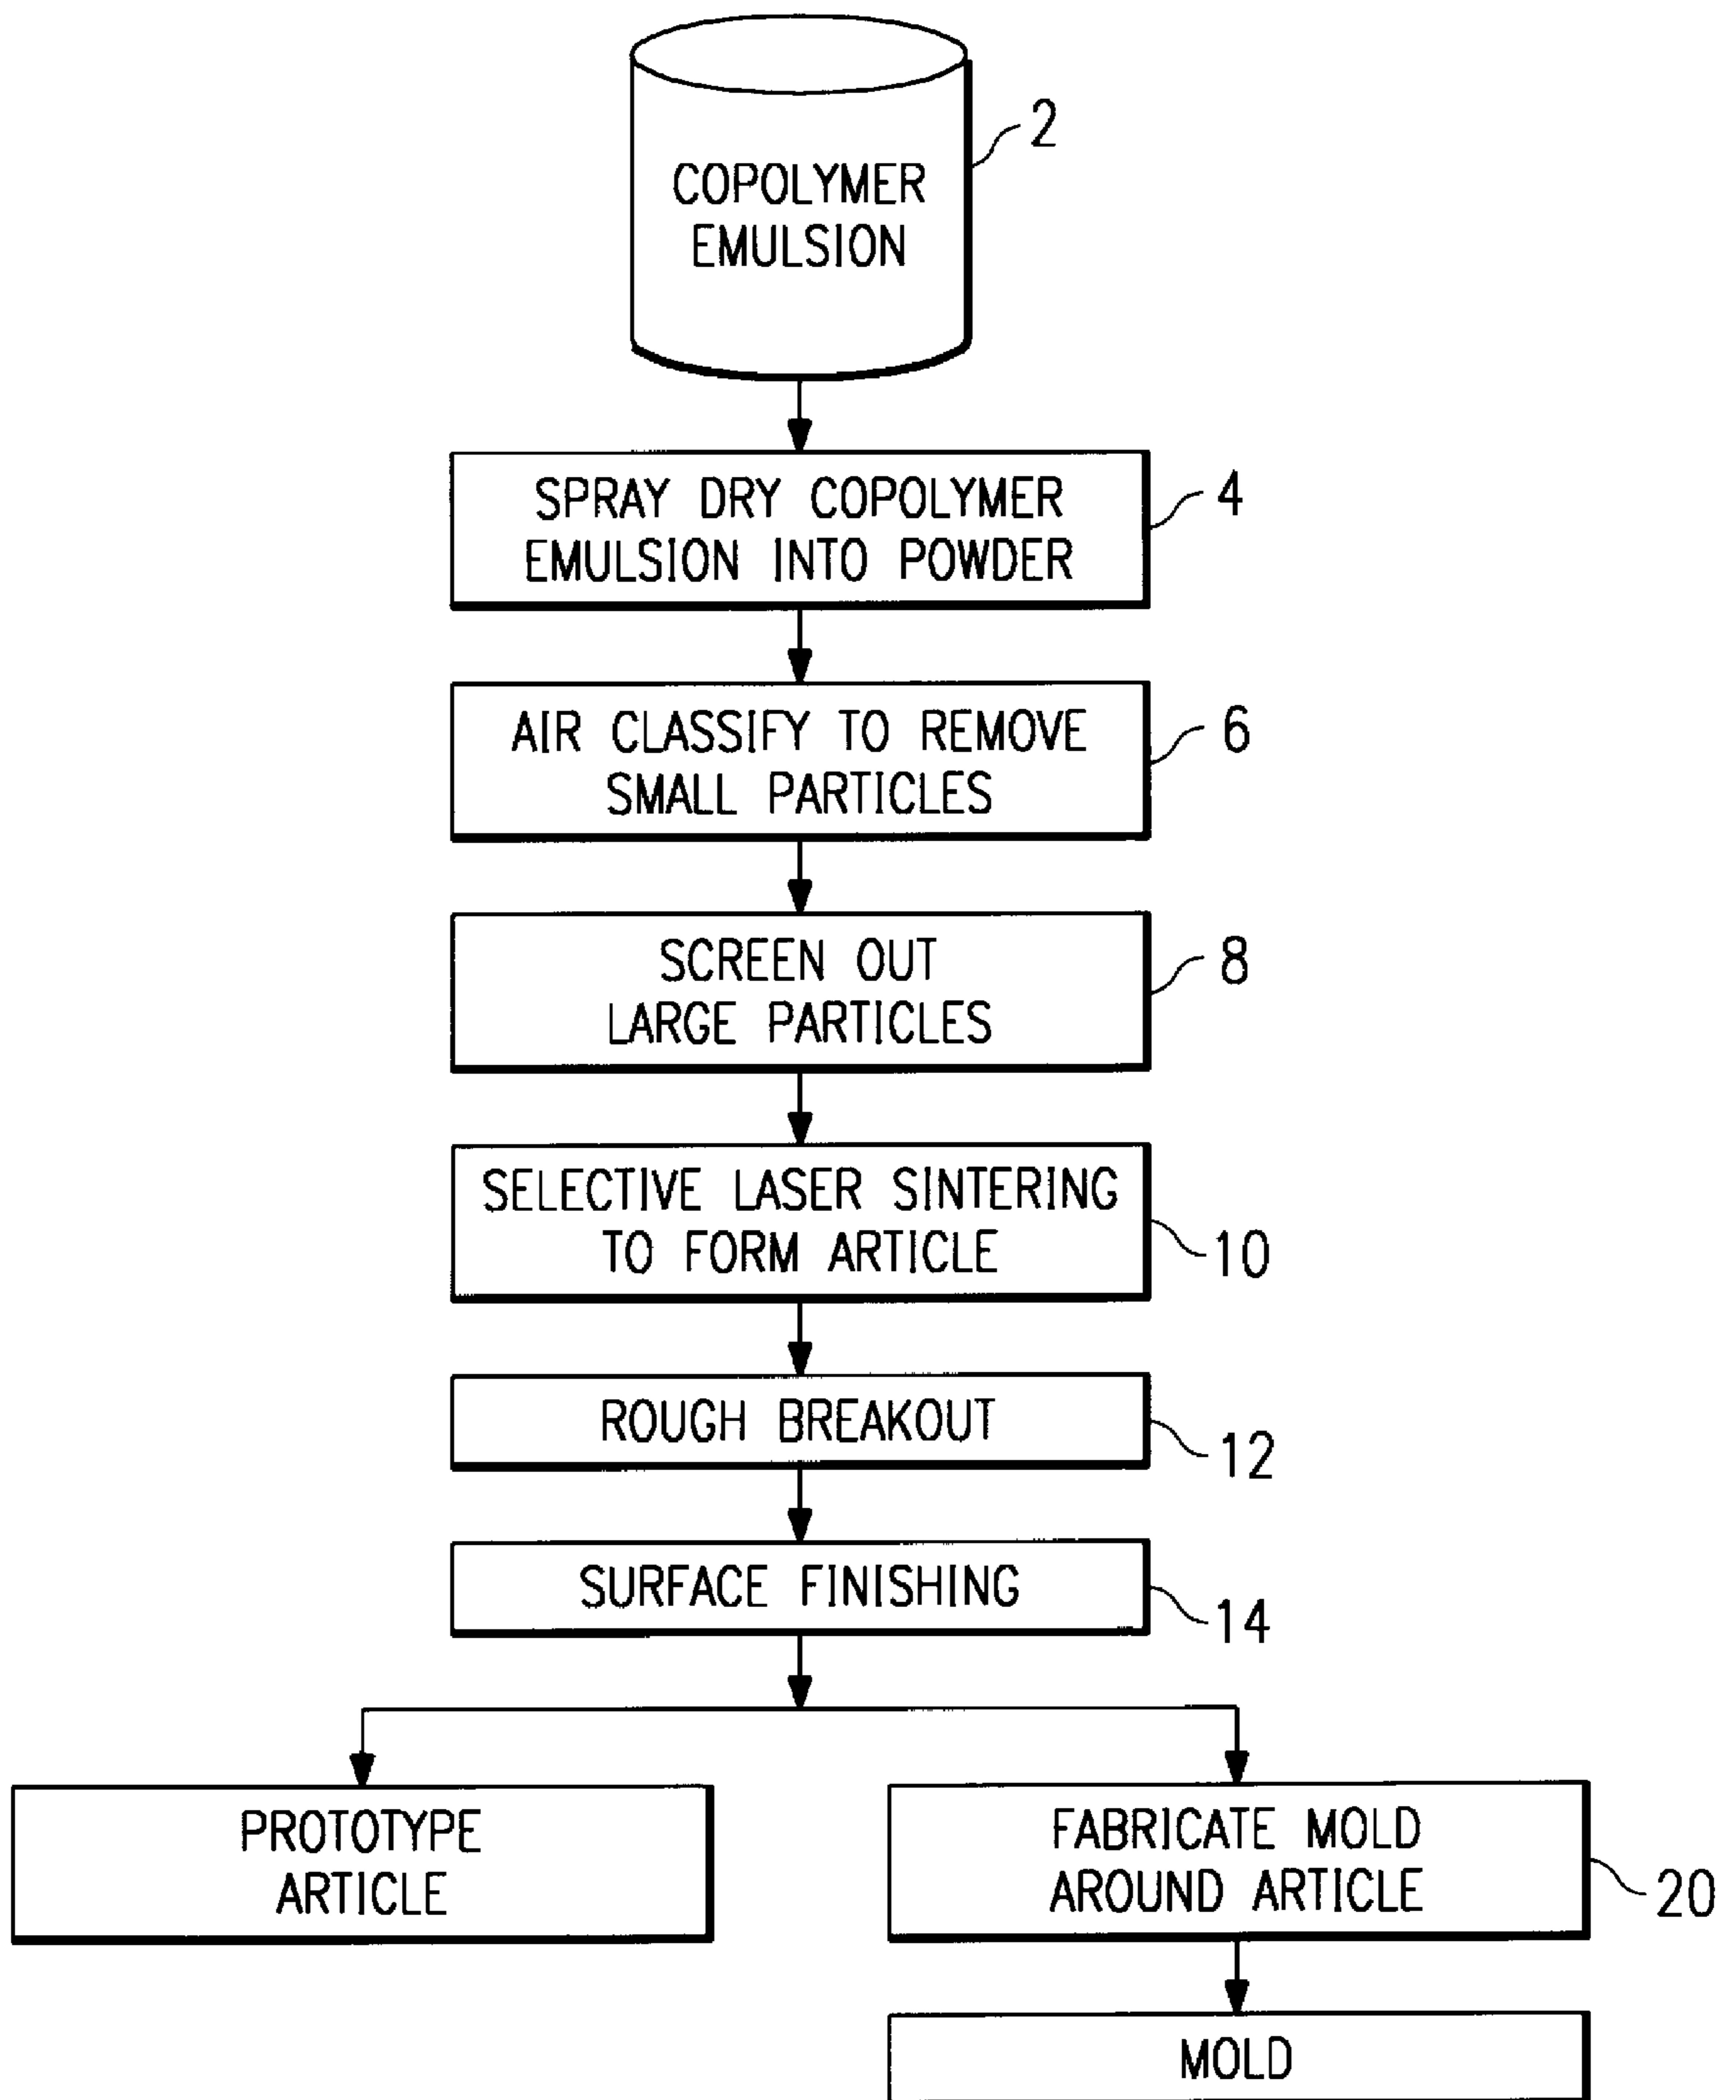 COPOLYMER
EMULSION
2
SPRAY DRY COPOLYMER
EMULSION INTO POWDER
4
AIR CLASSIFY TO REMOVE
SMALL PARTICLES
6
SCREEN OUT
LARGE PARTICLES
8
SELECTIVE LASER SINTERING
TO FORM ARTICLE
10
ROUGH BREAKOUT
12
SURFACE FINISHING
14
PROTOTYPE
ARTICLE
FABRICATE MOLD
AROUND ARTICLE
20
MOLD